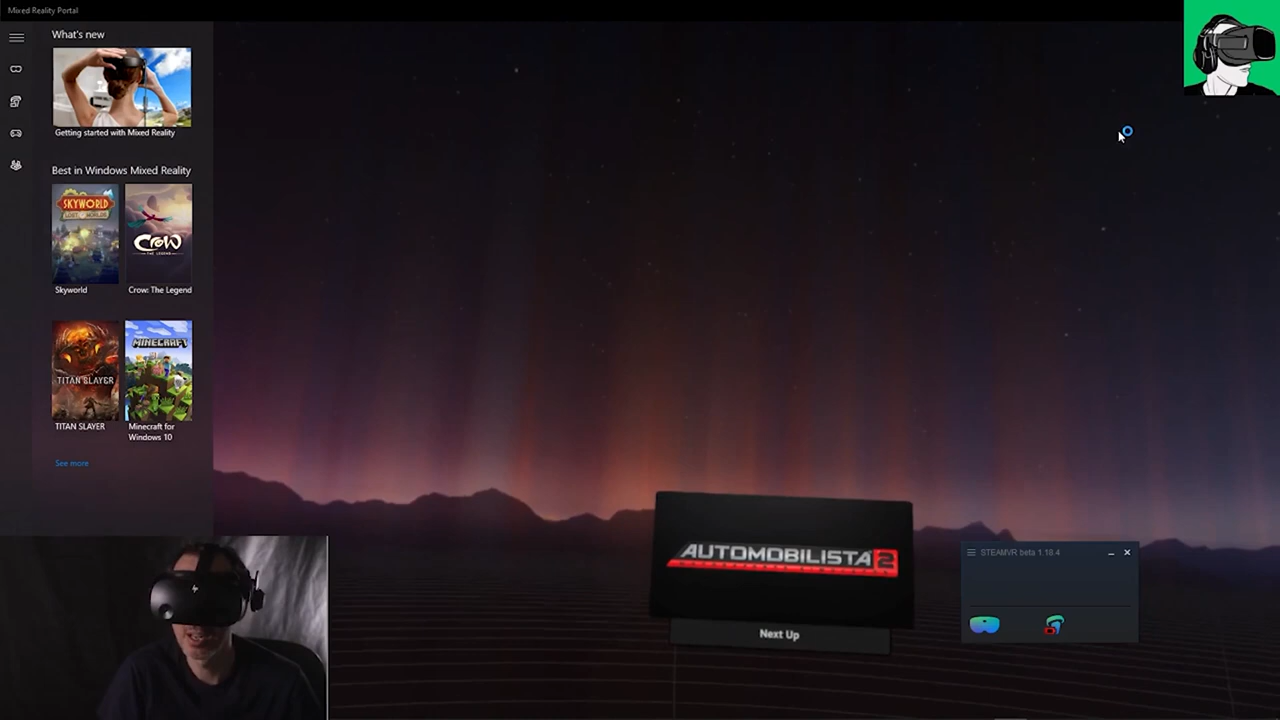 Mixed Reality Portal
What's new
Getting started with Mixed Reality
Best in Windows Mixed Reality
SKYWORLD
CROW
THE LEGEND
Skyworld
Crow: The Legend
TITAN SLAYER
MINECRAFT
TITAN SLAYER
Minecraft for
Windows 10
See more
AUTOMOBILISTA 2
Next Up
STEAMVR beta 1.18.4